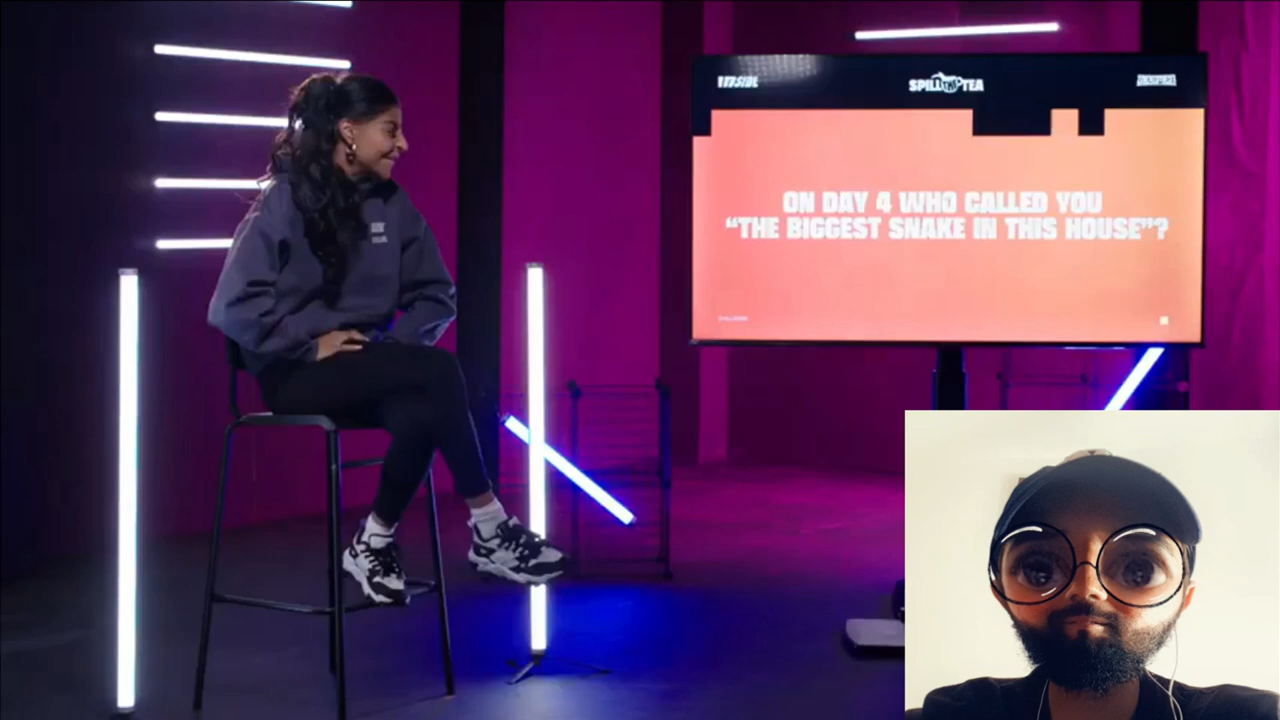 SPILL THE TEA
ON DAY 4 WHO CALLED YOU
“THE BIGGEST SNAKE IN THIS HOUSE”?